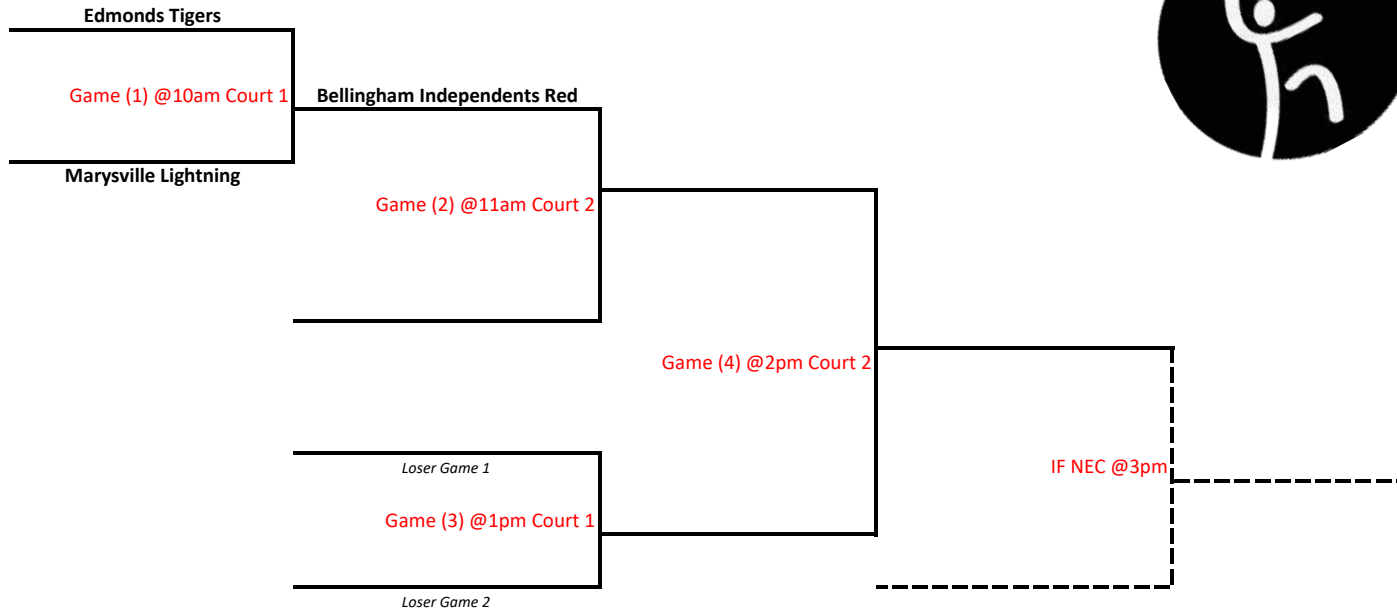 Edmonds Tigers
Game (1) @10am Court 1
Bellingham Independents Red
Marysville Lightning
Game (2) @11am Court 2
Game (4) @2pm Court 2
Loser Game 1
IF NEC @3pm
Game (3) @1pm Court 1
Loser Game 2